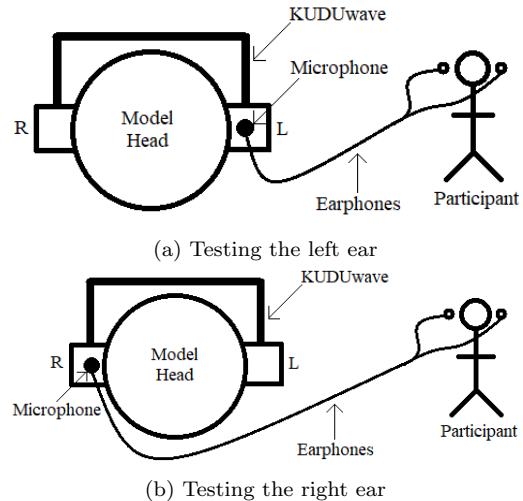 KUDUwave
Microphone
R
Model
Head
L
Earphones
Participant
(a) Testing the left ear
KUDUwave
R
Model
Head
L
Microphone
Earphones
Participant
(b) Testing the right ear